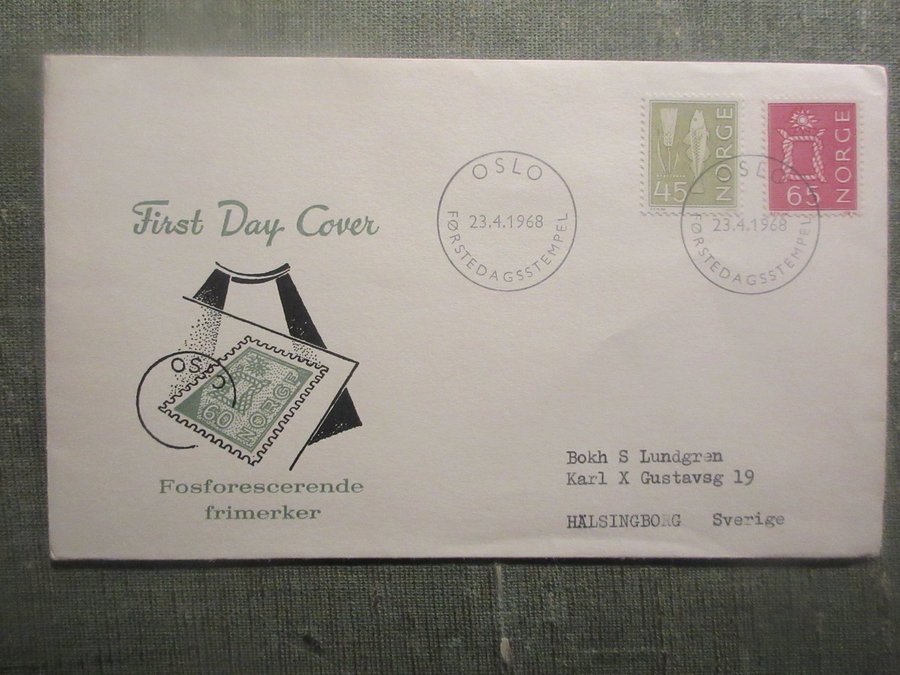 First Day Cover
OSLO
60 NORGE
Fosforescerende
frimerker
OSLO
23.4.1968
FØRSTEDAGSSTEMPEL
45 NORGE
65 NORGE
OSLO
23.4.1968
FØRSTEDAGSSTEMPEL
Bokh S Lundgren
Karl X Gustavsg 19
HÄLSINGBORG Sverige